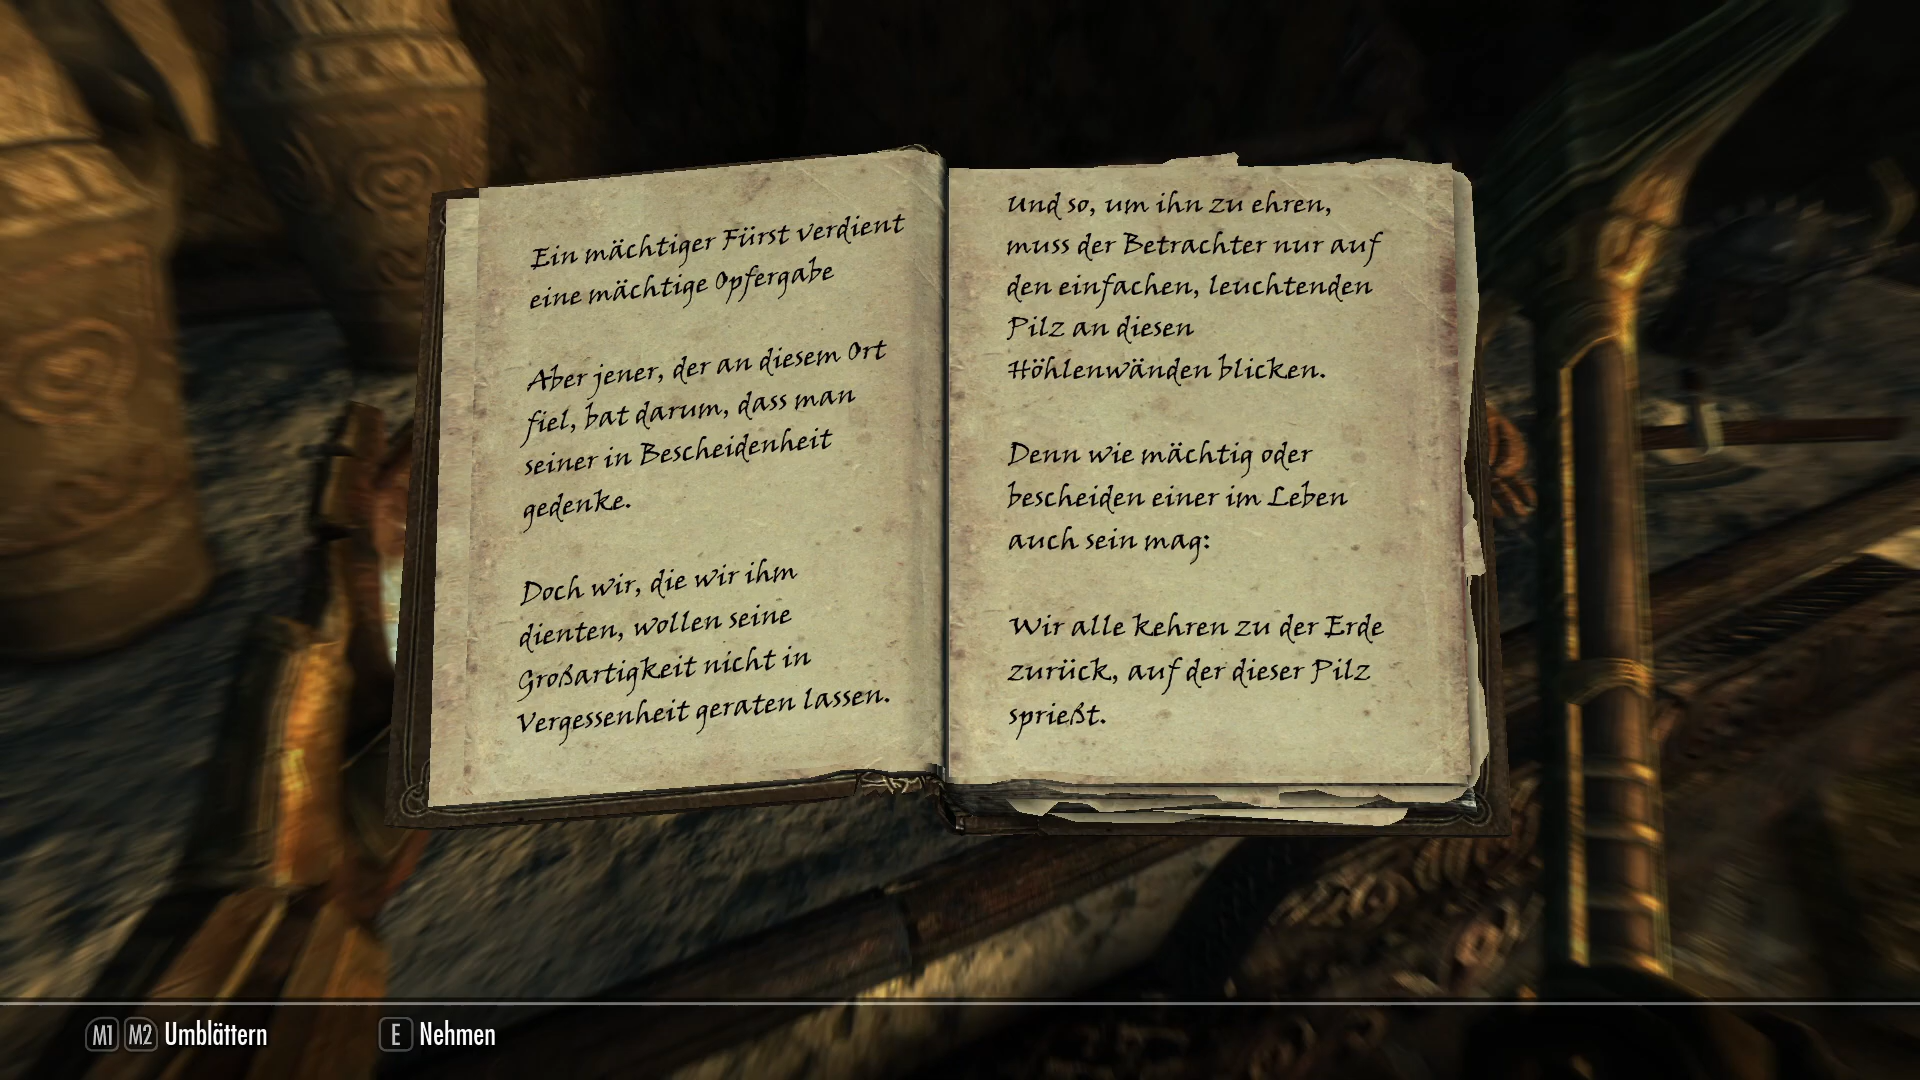 Ein mächtiger Fürst verdient
eine mächtige Opfergabe
Aber jener, der an diesem Ort
fiel, bat darum, dass man
seiner in Bescheidenheit
gedenke.
Doch wir, die wir ihm
dienten, wollen seine
Großartigkeit nicht in
Vergessenheit geraten lassen.
Und so, um ihn zu ehren,
muss der Betrachter nur auf
den einfachen, leuchtenden
Pilz an diesen
Höhlenwänden blicken.
Denn wie mächtig oder
bescheiden einer im Leben
auch sein mag:
Wir alle kehren zu der Erde
zurück, auf der dieser Pilz
sprießt.
M1 M2 Umblättern E Nehmen